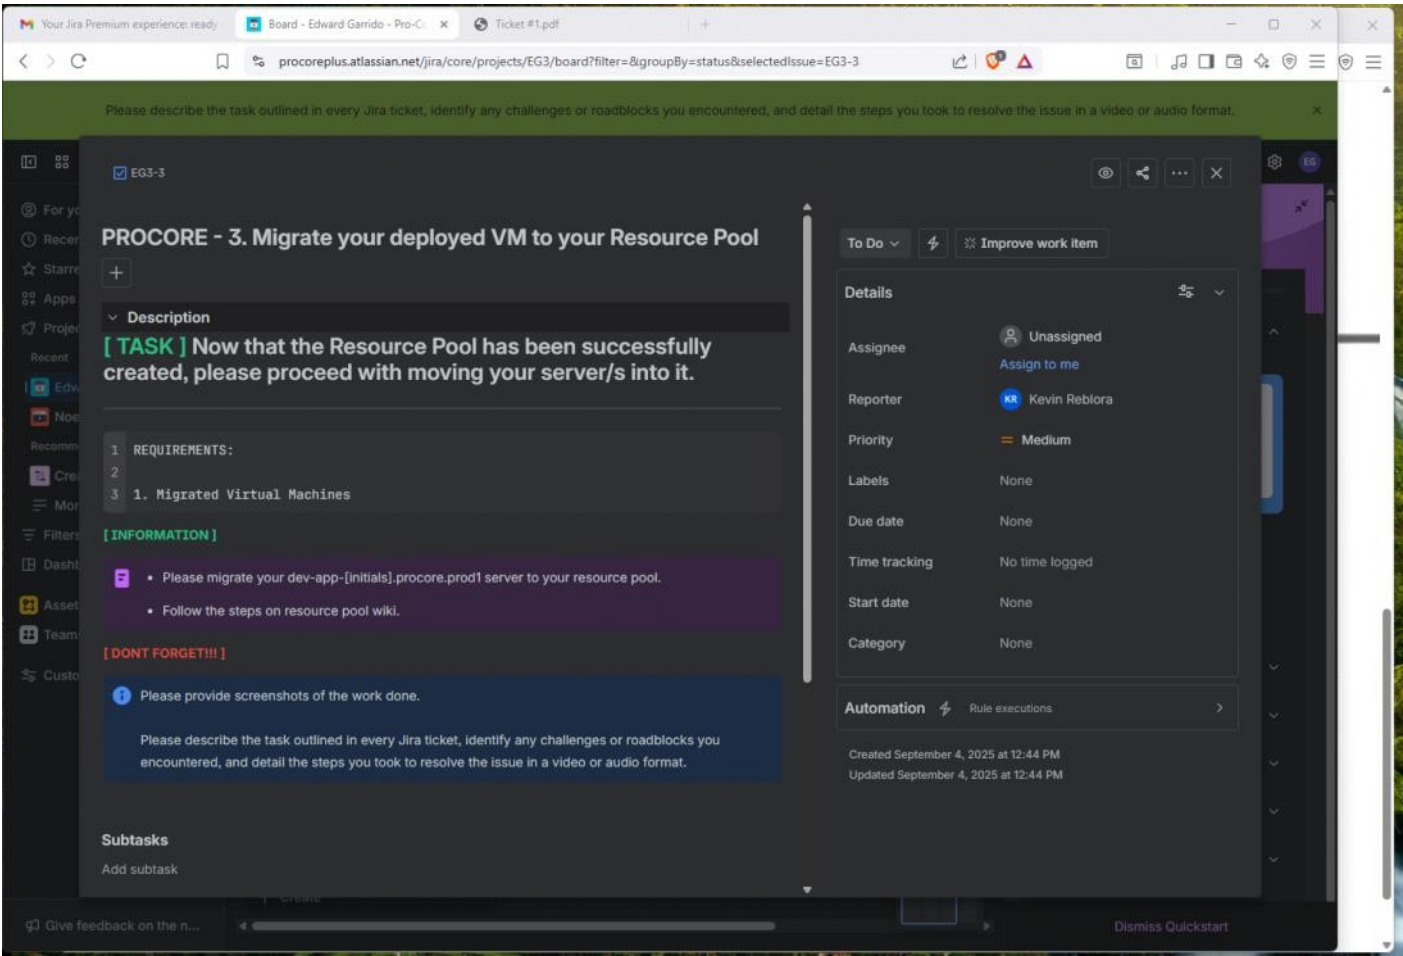 Your Jira Premium experience: ready
Board - Edward Garrido - Pro-C
Ticket #1.pdf
procoreplus.atlassian.net/jira/core/projects/EG3/board?filter=&groupBy=status&selectedIssue=EG3-3
Please describe the task outlined in every Jira ticket, identify any challenges or roadblocks you encountered, and detail the steps you took to resolve the issue in a video or audio format.
EG3-3
EG
For yo
Recen
Starre
Apps
Projec
Recent
Edw
Noe
Recomm
Crea
Mor
Filters
Dashb
Asset
Team
Custo
PROCORE - 3. Migrate your deployed VM to your Resource Pool
Description
[ TASK ] Now that the Resource Pool has been successfully
created, please proceed with moving your server/s into it.
1 REQUIREMENTS:
2
3 1. Migrated Virtual Machines
[ INFORMATION ]
• Please migrate your dev-app-[initials].procore.prod1 server to your resource pool.
• Follow the steps on resource pool wiki.
[ DONT FORGET!!! ]
Please provide screenshots of the work done.
Please describe the task outlined in every Jira ticket, identify any challenges or roadblocks you
encountered, and detail the steps you took to resolve the issue in a video or audio format.
Subtasks
Add subtask
To Do
Improve work item
Details
Assignee
Unassigned
Assign to me
Reporter
KR Kevin Reblora
Priority
Medium
Labels
None
Due date
None
Time tracking
No time logged
Start date
None
Category
None
Automation
Rule executions
Created September 4, 2025 at 12:44 PM
Updated September 4, 2025 at 12:44 PM
Create
Give feedback on the n...
Dismiss Quickstart